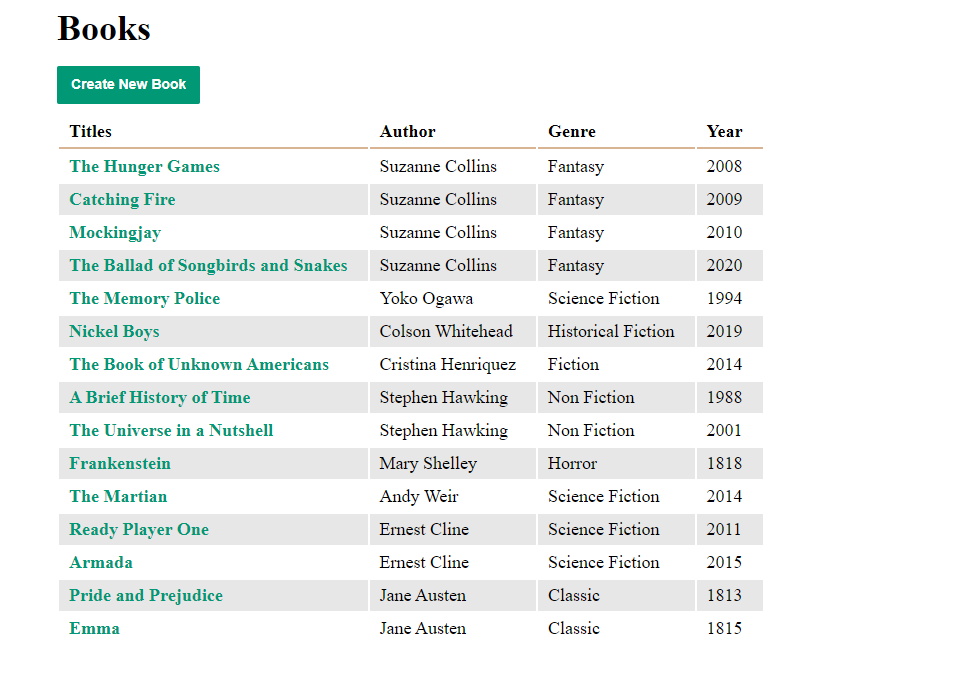 Books
Create New Book
Titles Author Genre Year
The Hunger Games Suzanne Collins Fantasy 2008
Catching Fire Suzanne Collins Fantasy 2009
Mockingjay Suzanne Collins Fantasy 2010
The Ballad of Songbirds and Snakes Suzanne Collins Fantasy 2020
The Memory Police Yoko Ogawa Science Fiction 1994
Nickel Boys Colson Whitehead Historical Fiction 2019
The Book of Unknown Americans Cristina Henriquez Fiction 2014
A Brief History of Time Stephen Hawking Non Fiction 1988
The Universe in a Nutshell Stephen Hawking Non Fiction 2001
Frankenstein Mary Shelley Horror 1818
The Martian Andy Weir Science Fiction 2014
Ready Player One Ernest Cline Science Fiction 2011
Armada Ernest Cline Science Fiction 2015
Pride and Prejudice Jane Austen Classic 1813
Emma Jane Austen Classic 1815